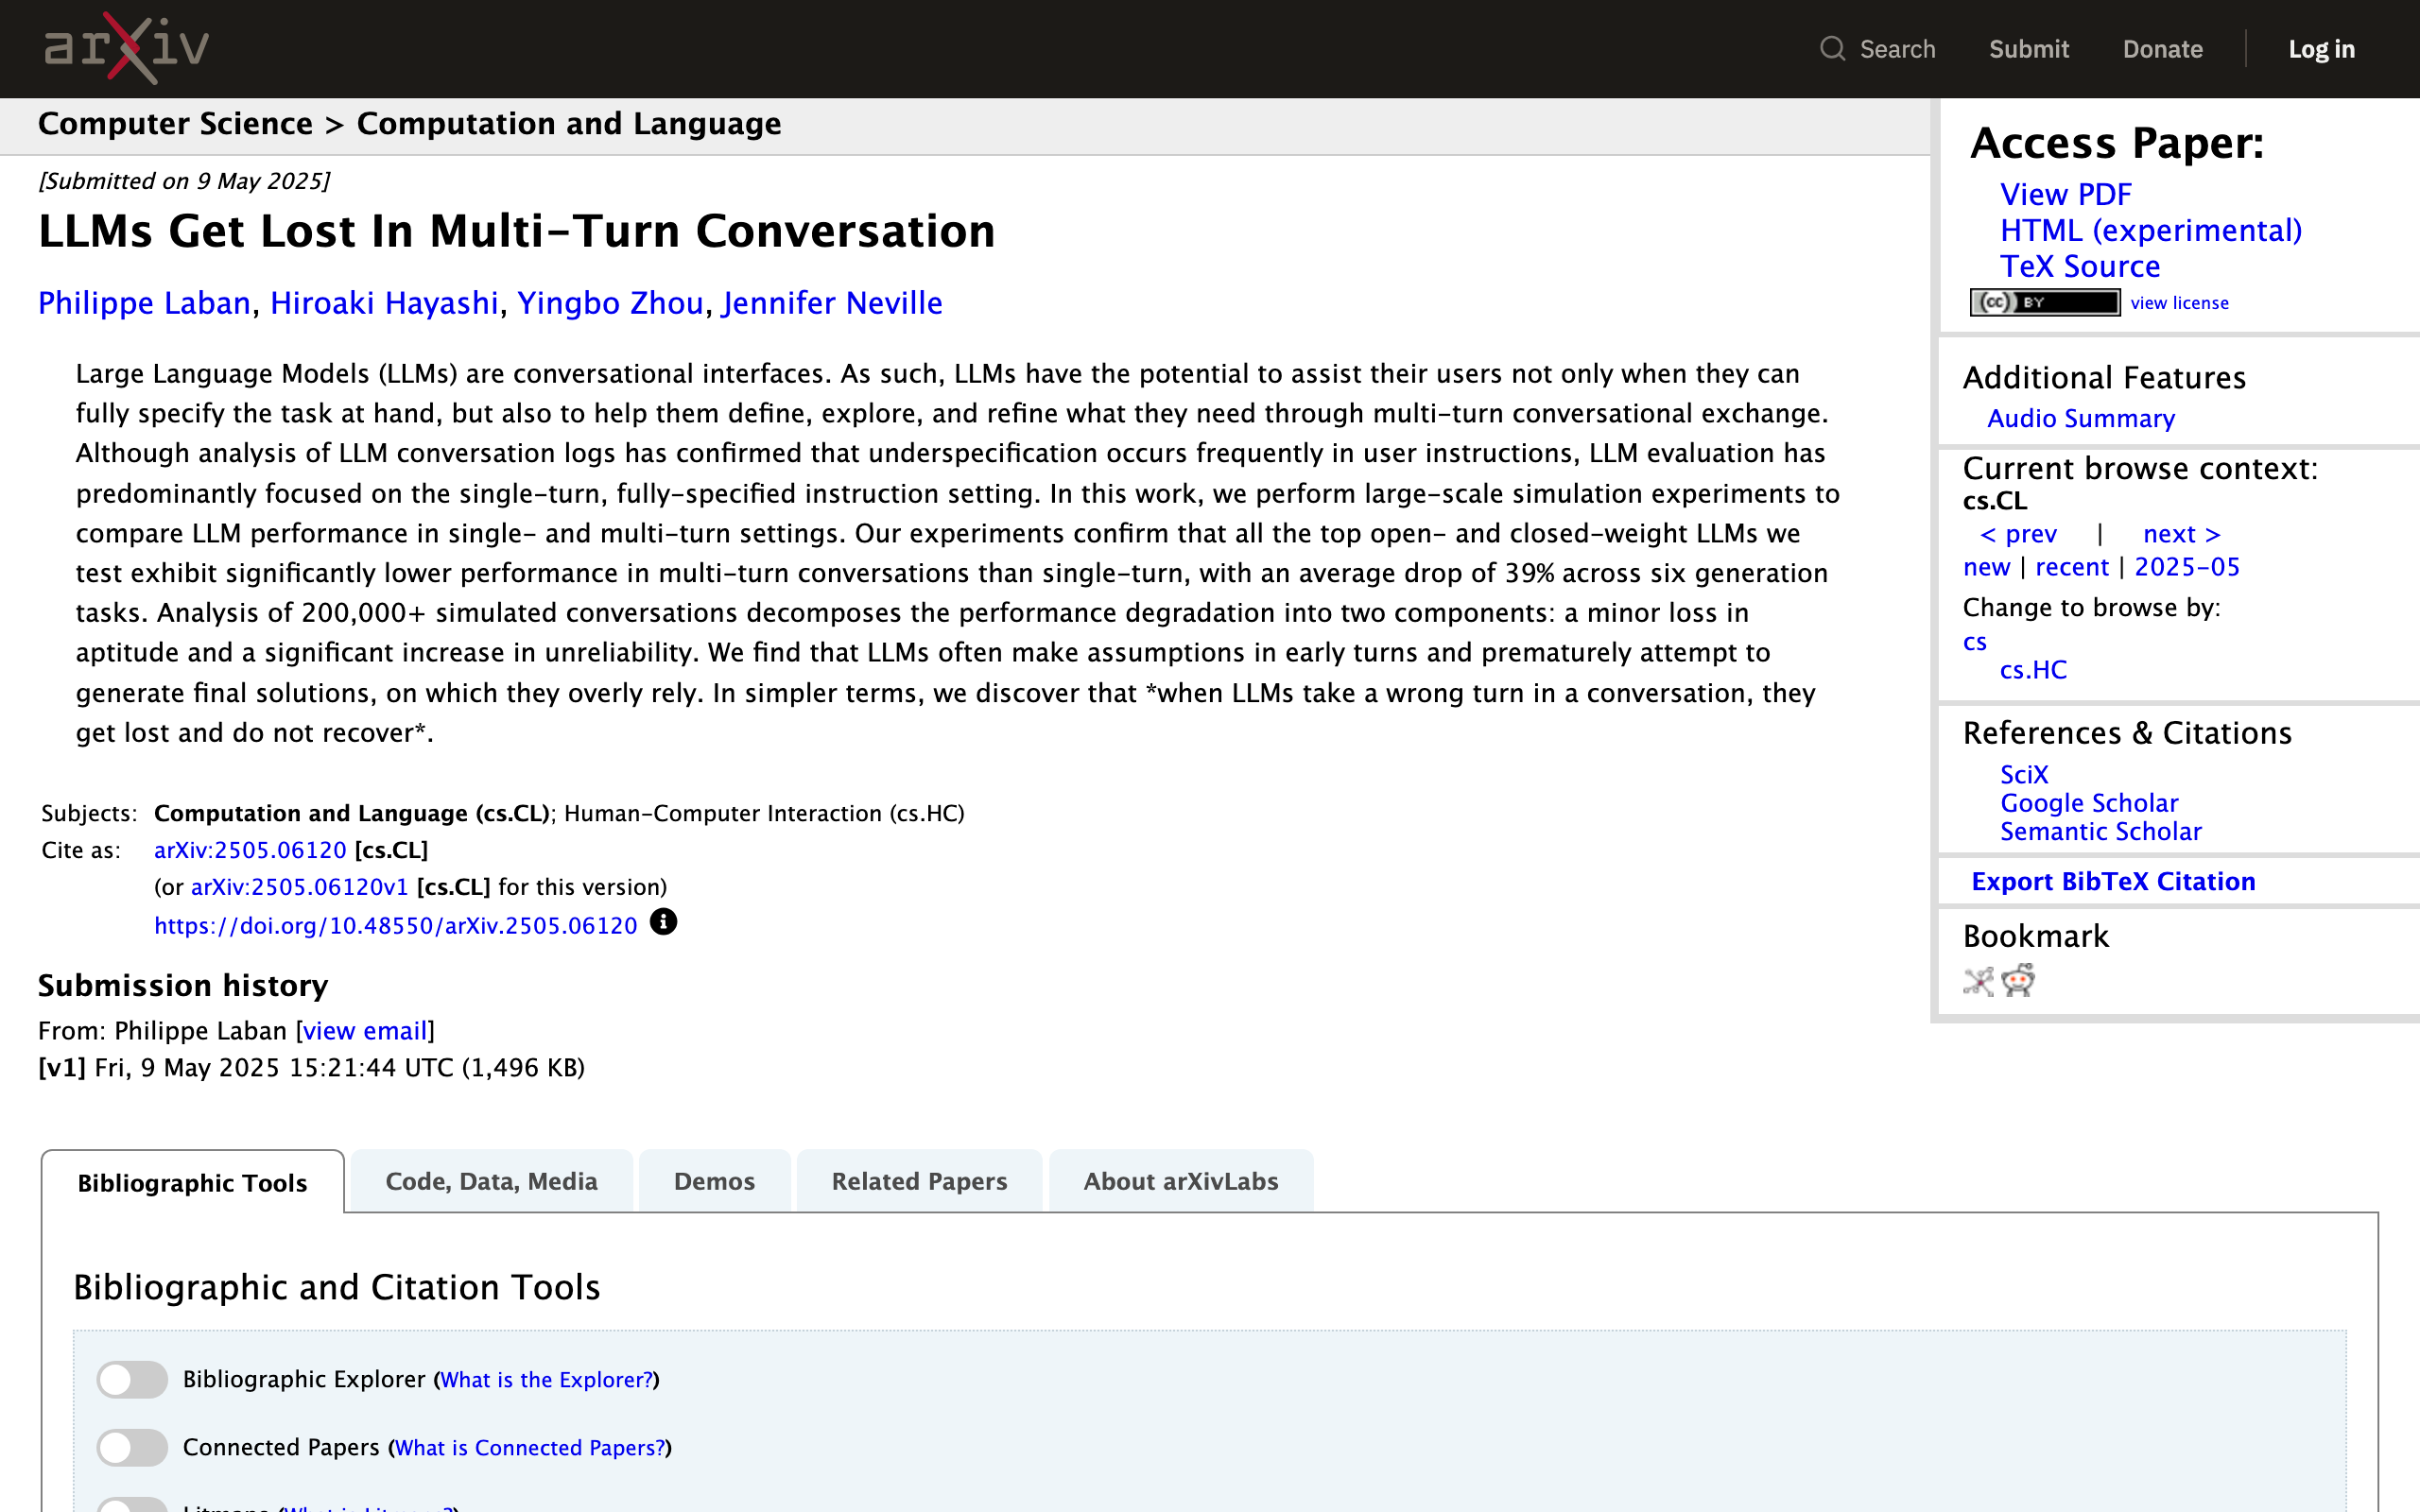 arXiv
Search
Submit
Donate
Log in
Computer Science > Computation and Language
[Submitted on 9 May 2025]
LLMs Get Lost In Multi-Turn Conversation
Philippe Laban, Hiroaki Hayashi, Yingbo Zhou, Jennifer Neville
Large Language Models (LLMs) are conversational interfaces. As such, LLMs have the potential to assist their users not only when they can
fully specify the task at hand, but also to help them define, explore, and refine what they need through multi-turn conversational exchange.
Although analysis of LLM conversation logs has confirmed that underspecification occurs frequently in user instructions, LLM evaluation has
predominantly focused on the single-turn, fully-specified instruction setting. In this work, we perform large-scale simulation experiments to
compare LLM performance in single- and multi-turn settings. Our experiments confirm that all the top open- and closed-weight LLMs we
test exhibit significantly lower performance in multi-turn conversations than single-turn, with an average drop of 39% across six generation
tasks. Analysis of 200,000+ simulated conversations decomposes the performance degradation into two components: a minor loss in
aptitude and a significant increase in unreliability. We find that LLMs often make assumptions in early turns and prematurely attempt to
generate final solutions, on which they overly rely. In simpler terms, we discover that *when LLMs take a wrong turn in a conversation, they
get lost and do not recover*.
Subjects: Computation and Language (cs.CL); Human-Computer Interaction (cs.HC)
Cite as: arXiv:2505.06120 [cs.CL]
(or arXiv:2505.06120v1 [cs.CL] for this version)
https://doi.org/10.48550/arXiv.2505.06120
Submission history
From: Philippe Laban [view email]
[v1] Fri, 9 May 2025 15:21:44 UTC (1,496 KB)
Access Paper:
View PDF
HTML (experimental)
TeX Source
(cc) BY view license
Additional Features
Audio Summary
Current browse context:
cs.CL
< prev | next >
new | recent | 2025-05
Change to browse by:
cs
cs.HC
References & Citations
SciX
Google Scholar
Semantic Scholar
Export BibTeX Citation
Bookmark
Bibliographic Tools
Code, Data, Media
Demos
Related Papers
About arXivLabs
Bibliographic and Citation Tools
Bibliographic Explorer (What is the Explorer?)
Connected Papers (What is Connected Papers?)